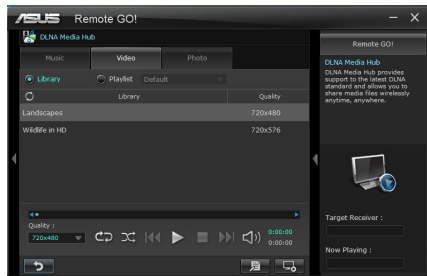 ASUS Remote GO!
DLNA Media Hub
Music Video Photo
Library Playlist Default
Library Quality
Landscapes 720x480
Wildlife in HD 720x576
Quality :
720x480
0:00:00
0:00:00
Remote GO!
DLNA Media Hub
DLNA Media Hub provides
support to the latest DLNA
standard and allows you to
share media files wirelessly
anytime, anywhere.
Target Receiver :
Now Playing :